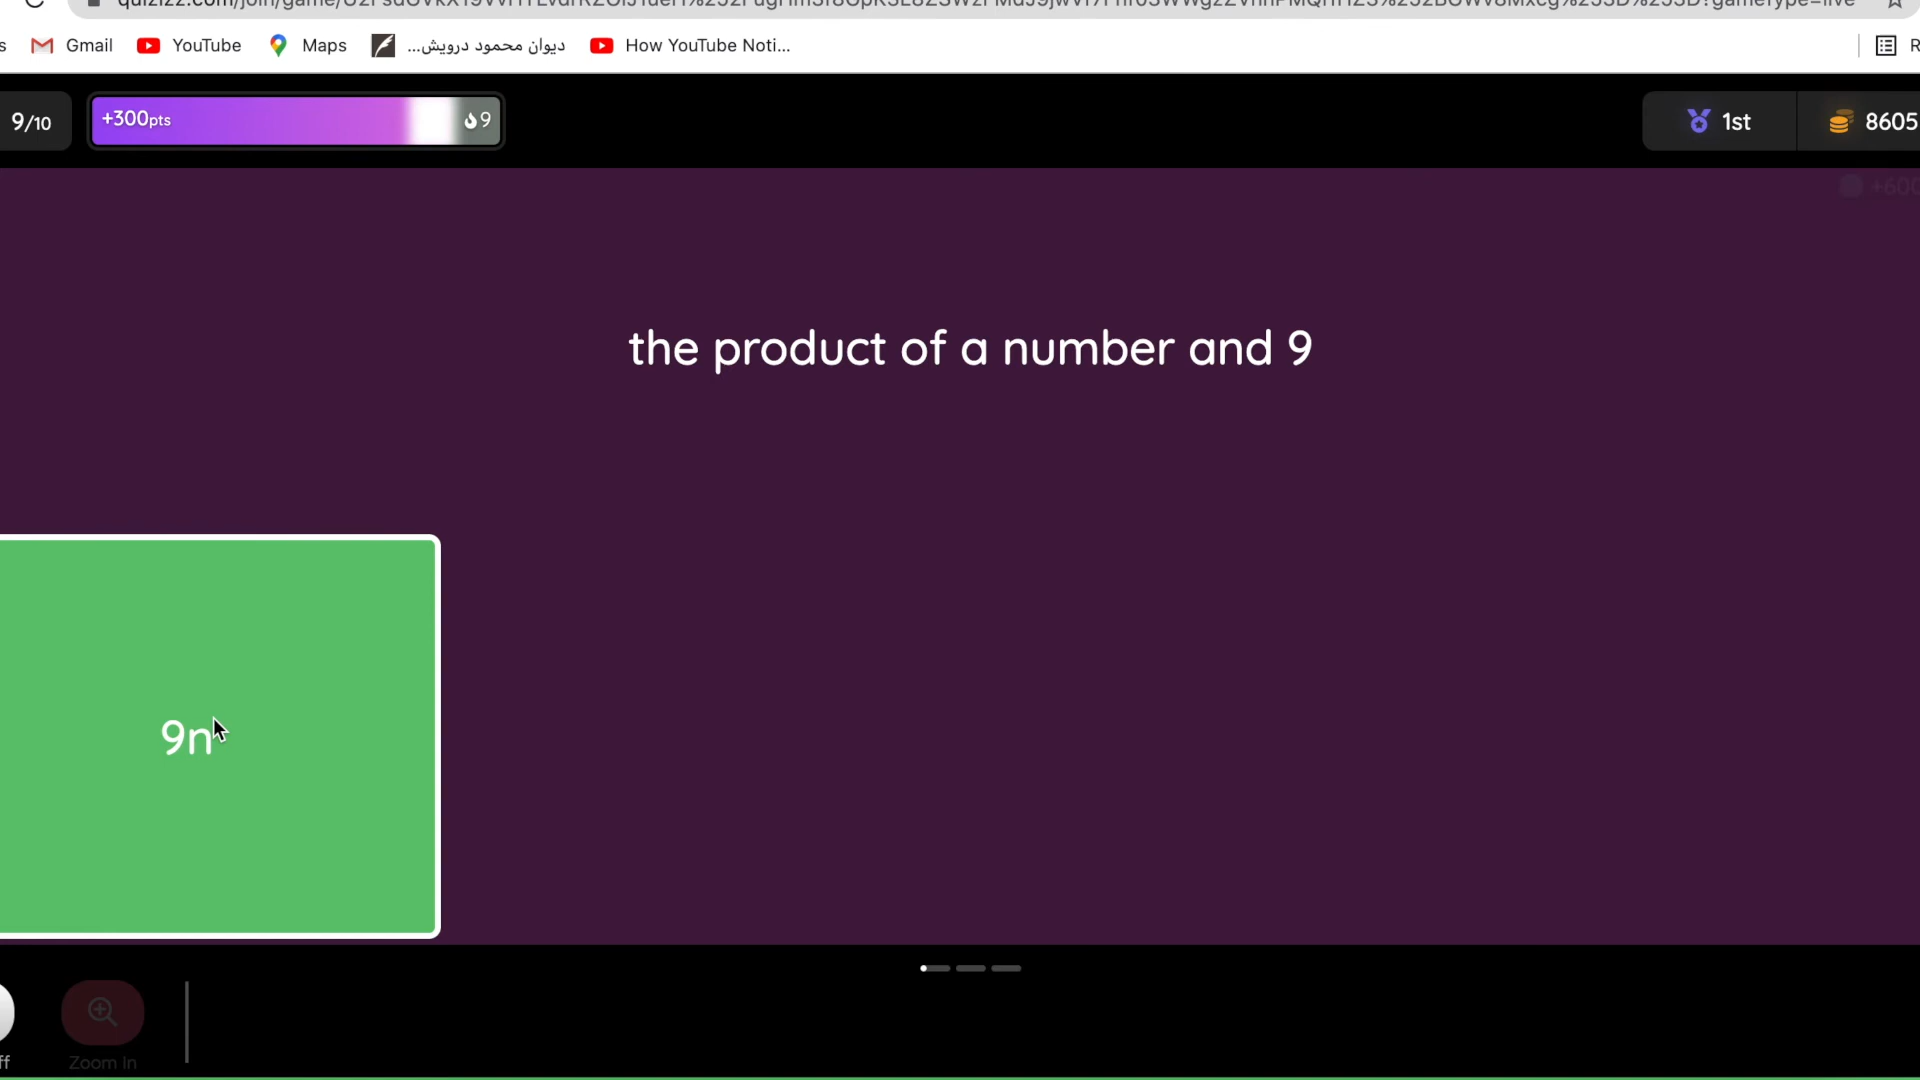 Gmail YouTube Maps ديوان محمود درويش... How YouTube Noti...
9/10 +300pts 9 1st 8605
+600
the product of a number and 9
9n
Zoom In